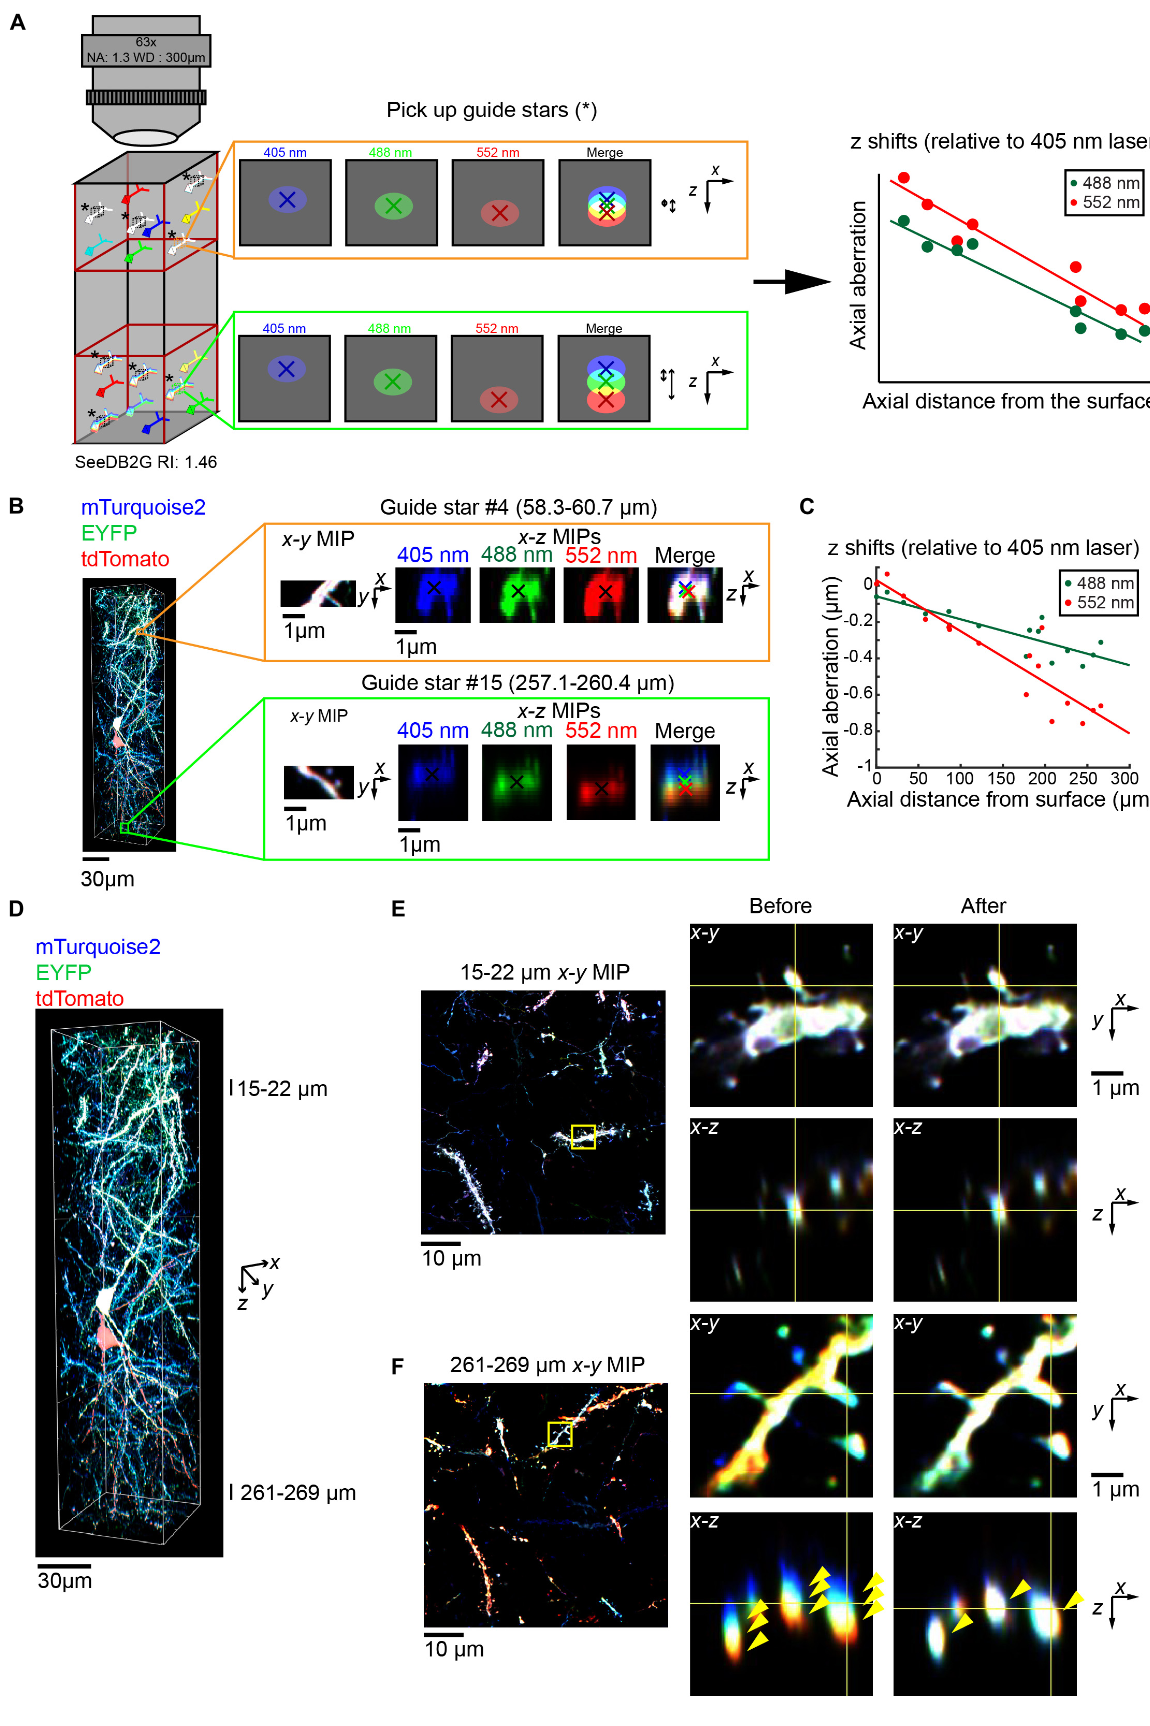 A
63x
NA: 1.3 WD : 300µm
Pick up guide stars (*)
405 nm
488 nm
552 nm
Merge
x
z
*
*
*
*
405 nm
488 nm
552 nm
Merge
x
z
*
*
*
*
SeeDB2G RI: 1.46
z shifts (relative to 405 nm laser
488 nm
552 nm
Axial aberration
Axial distance from the surface
B
mTurquoise2
EYFP
tdTomato
30µm
Guide star #4 (58.3-60.7 µm)
x-y MIP
x-z MIPs
405 nm
488 nm
552 nm
Merge
x
y
x
z
1µm
1µm
Guide star #15 (257.1-260.4 µm)
x-y MIP
x-z MIPs
405 nm
488 nm
552 nm
Merge
x
y
x
z
1µm
1µm
C
z shifts (relative to 405 nm laser)
488 nm
552 nm
Axial aberration (µm)
0
-0.2
-0.4
-0.6
-0.8
-1
0 50 100 150 200 250 300
Axial distance from surface (µm
D
mTurquoise2
EYFP
tdTomato
15-22 µm
x
y
z
261-269 µm
30µm
E
15-22 µm x-y MIP
10 µm
Before
After
x-y
x-y
x
y
1 µm
x-z
x-z
x
z
F
261-269 µm x-y MIP
10 µm
x-y
x-y
x
y
1 µm
x-z
x-z
x
z